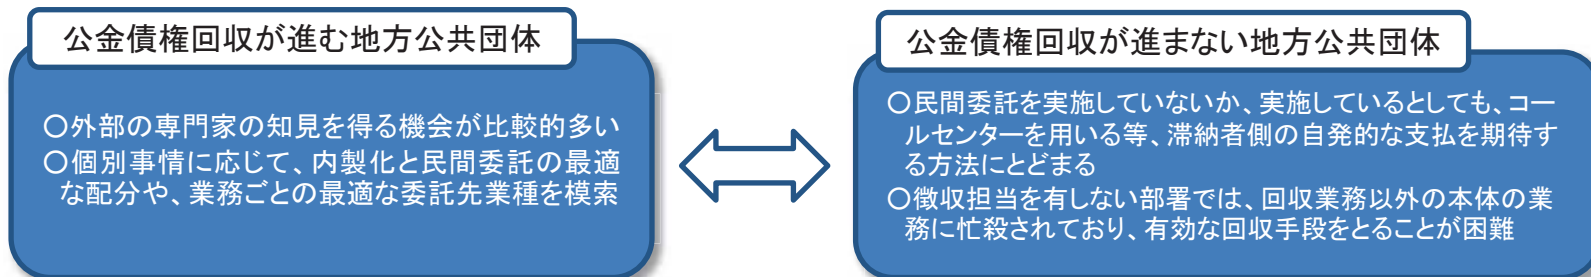 公金債権回収が進む地方公共団体
〇外部の専門家の知見を得る機会が比較的多い
〇個別事情に応じて、内製化と民間委託の最適
な配分や、業務ごとの最適な委託先業種を模索
公金債権回収が進まない地方公共団体
〇民間委託を実施していないか、実施しているとしても、コー
ルセンターを用いる等、滞納者側の自発的な支払を期待す
る方法にとどまる
〇徴収担当を有しない部署では、回収業務以外の本体の業
務に忙殺されており、有効な回収手段をとることが困難